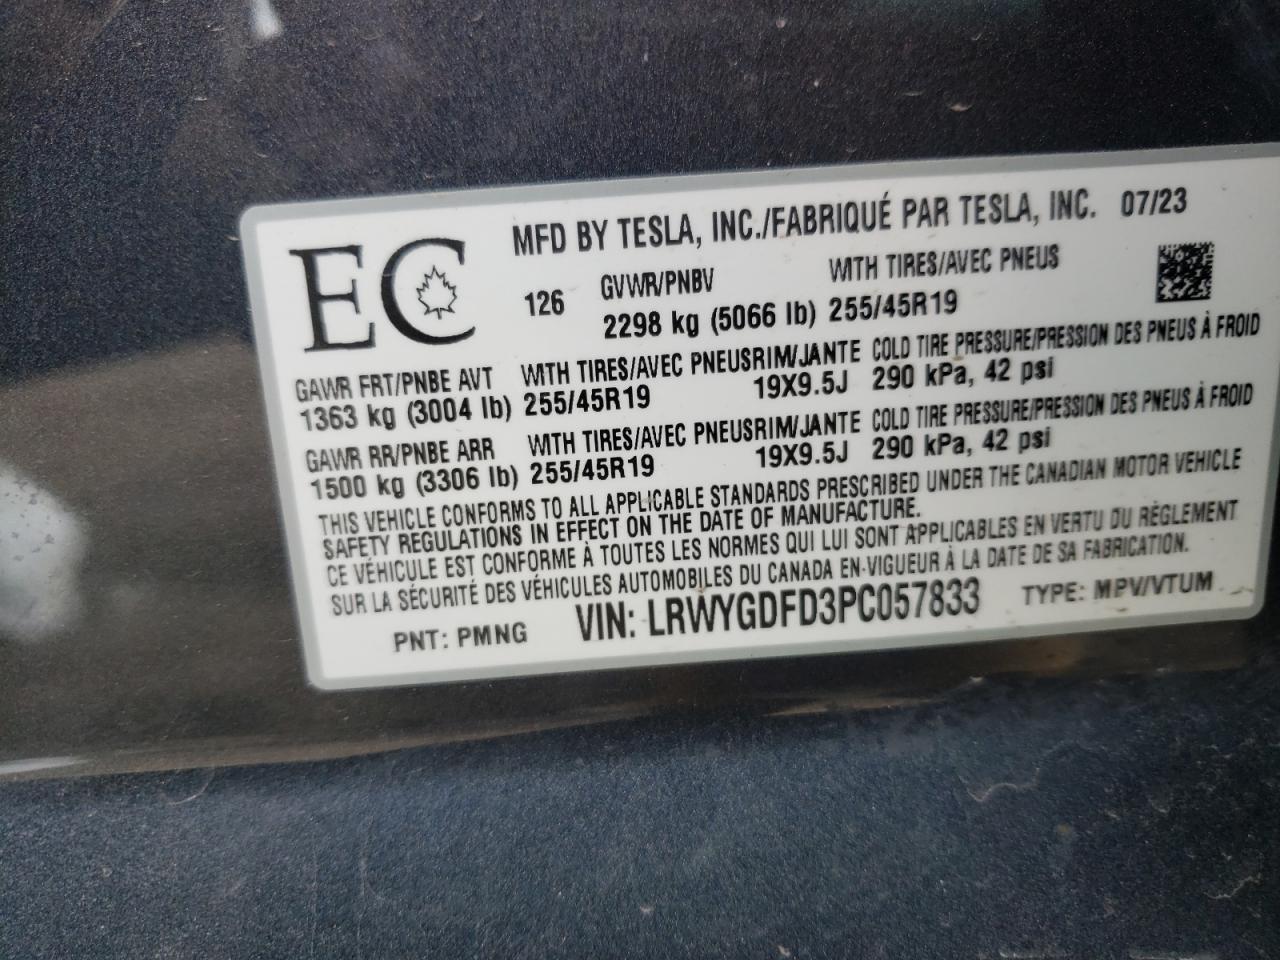 EC
MFD BY TESLA, INC./FABRIQUÉ PAR TESLA, INC. 07/23
126 GVWR/PNBV WITH TIRES/AVEC PNEUS
2298 kg (5066 lb) 255/45R19
GAWR FRT/PNBE AVT WITH TIRES/AVEC PNEUS RIM/JANTE COLD TIRE PRESSURE/PRESSION DES PNEUS À FROID
1363 kg (3004 lb) 255/45R19 19X9.5J 290 kPa, 42 psi
GAWR RR/PNBE ARR WITH TIRES/AVEC PNEUS RIM/JANTE COLD TIRE PRESSURE/PRESSION DES PNEUS À FROID
1500 kg (3306 lb) 255/45R19 19X9.5J 290 kPa, 42 psi
THIS VEHICLE CONFORMS TO ALL APPLICABLE STANDARDS PRESCRIBED UNDER THE CANADIAN MOTOR VEHICLE
SAFETY REGULATIONS IN EFFECT ON THE DATE OF MANUFACTURE.
CE VÉHICULE EST CONFORME À TOUTES LES NORMES QUI LUI SONT APPLICABLES EN VERTU DU RÈGLEMENT
SUR LA SÉCURITÉ DES VÉHICULES AUTOMOBILES DU CANADA EN VIGUEUR À LA DATE DE SA FABRICATION.
PNT: PMNG VIN: LRWYGDFD3PC057833 TYPE: MPV/VTUM